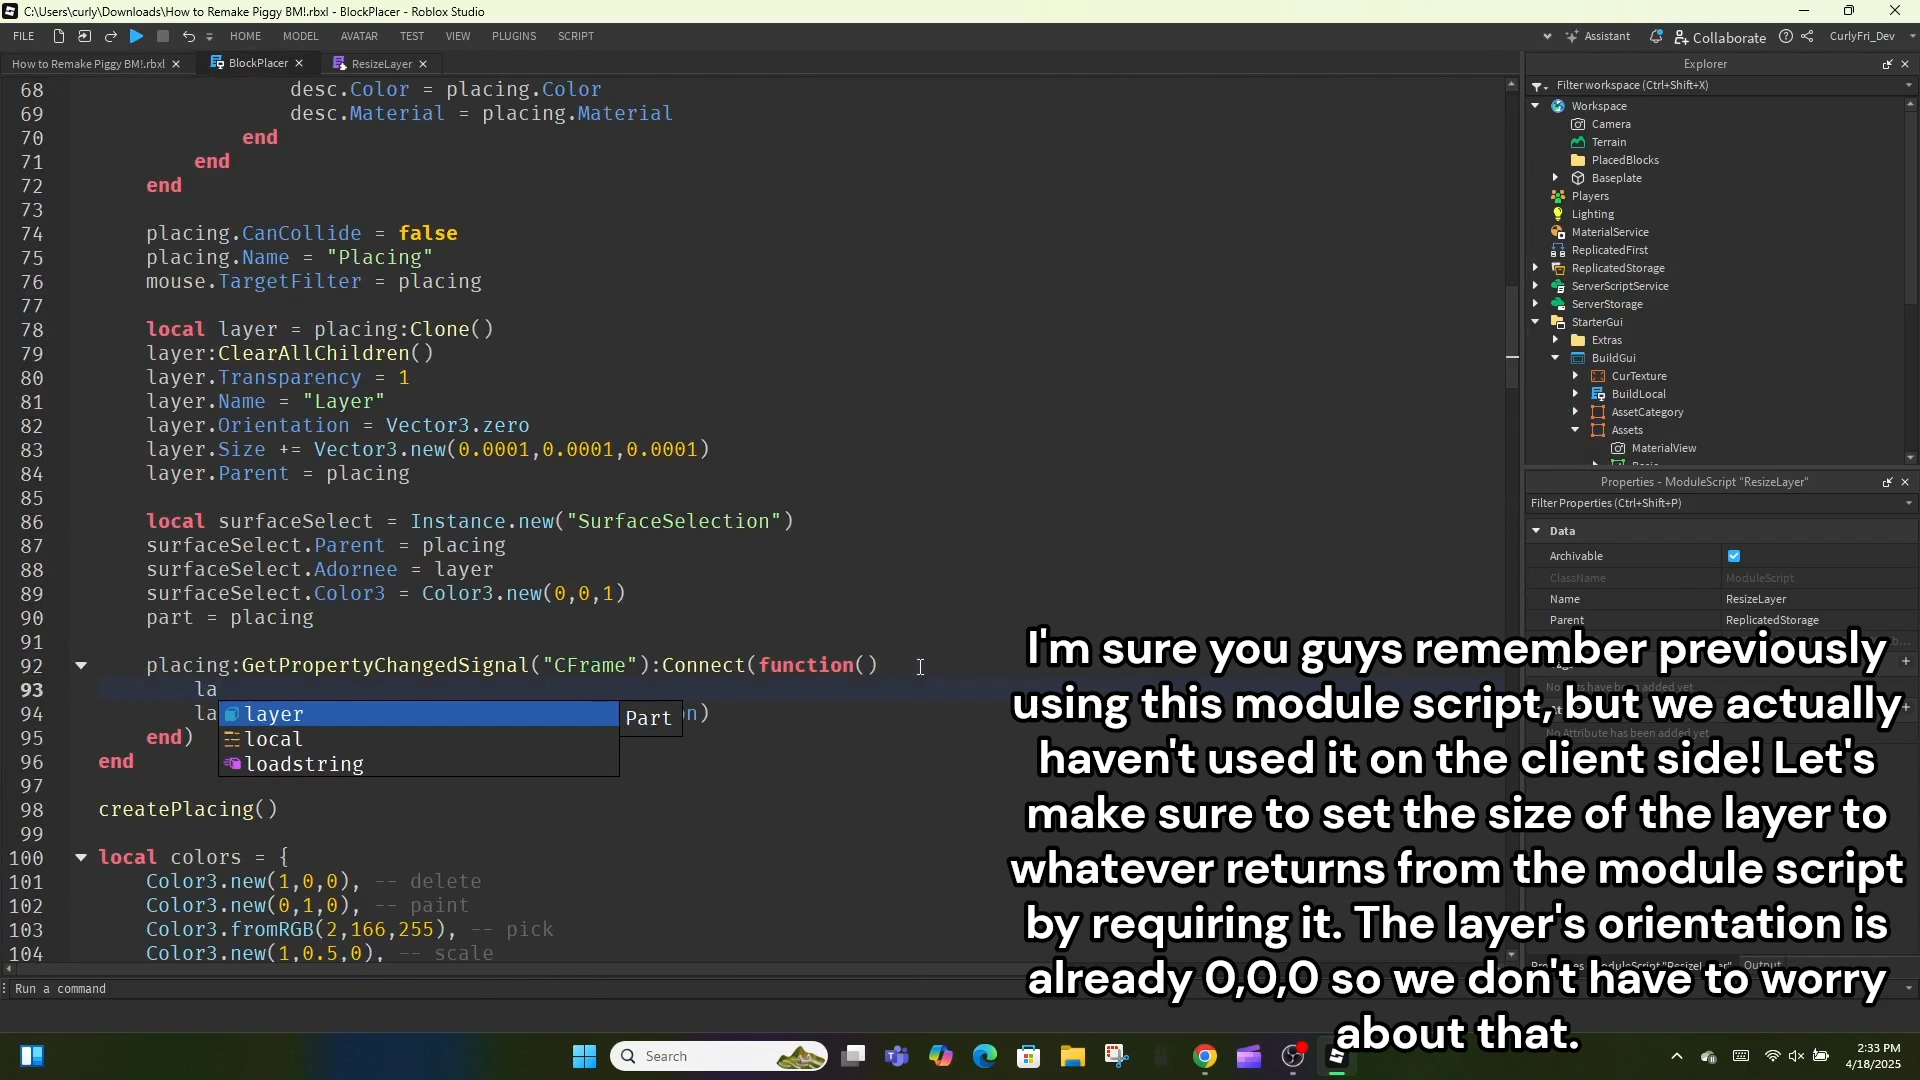 C:\Users\curly\Downloads\How to Remake Piggy BM!.rbxl - BlockPlacer - Roblox Studio
FILE HOME MODEL AVATAR TEST VIEW PLUGINS SCRIPT Assistant Collaborate CurlyFri_Dev
How to Remake Piggy BM!.rbxl BlockPlacer ResizeLayer
68 desc.Color = placing.Color
69 desc.Material = placing.Material
70 end
71 end
72 end
73
74 placing.CanCollide = false
75 placing.Name = "Placing"
76 mouse.TargetFilter = placing
77
78 local layer = placing:Clone()
79 layer:ClearAllChildren()
80 layer.Transparency = 1
81 layer.Name = "Layer"
82 layer.Orientation = Vector3.zero
83 layer.Size += Vector3.new(0.0001,0.0001,0.0001)
84 layer.Parent = placing
85
86 local surfaceSelect = Instance.new("SurfaceSelection")
87 surfaceSelect.Parent = placing
88 surfaceSelect.Adornee = layer
89 surfaceSelect.Color3 = Color3.new(0,0,1)
90 part = placing
91
92 placing:GetPropertyChangedSignal("CFrame"):Connect(function()
93 la
94 la n)
layer Part
local
loadstring
95 end)
96 end
97
98 createPlacing()
99
100 local colors = {
101 Color3.new(1,0,0), -- delete
102 Color3.new(0,1,0), -- paint
103 Color3.fromRGB(2,166,255), -- pick
104 Color3.new(1,0.5,0), -- scale
Run a command
Explorer
Filter workspace (Ctrl+Shift+X)
Workspace
Camera
Terrain
PlacedBlocks
Baseplate
Players
Lighting
MaterialService
ReplicatedFirst
ReplicatedStorage
ServerScriptService
ServerStorage
StarterGui
Extras
BuildGui
CurTexture
BuildLocal
AssetCategory
Assets
MaterialView
Properties - ModuleScript "ResizeLayer"
Filter Properties (Ctrl+Shift+P)
Data
Archivable
ClassName ModuleScript
Name ResizeLayer
Parent ReplicatedStorage
I'm sure you guys remember previously
using this module script, but we actually
haven't used it on the client side! Let's
make sure to set the size of the layer to
whatever returns from the module script
by requiring it. The layer's orientation is
already 0,0,0 so we don't have to worry
about that.
Search
2:33 PM
4/18/2025